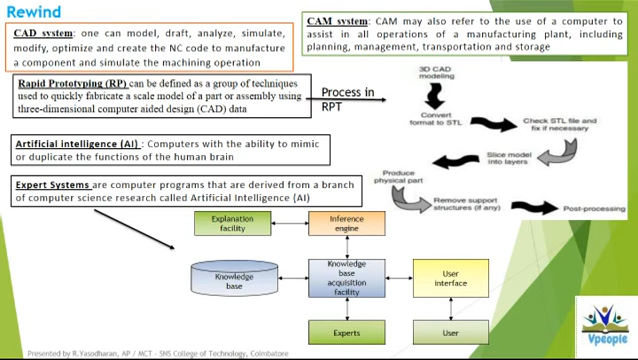 Rewind
CAD system: one can model, draft, analyze, simulate,
modify, optimize and create the NC code to manufacture
a component and simulate the machining operation
CAM system: CAM may also refer to the use of a computer to
assist in all operations of a manufacturing plant, including
planning, management, transportation and storage
Rapid Prototyping (RP) can be defined as a group of techniques
used to quickly fabricate a scale model of a part or assembly using
three-dimensional computer aided design (CAD) data
Process in
RPT
3D CAD
modeling
Convert
format to STL
Check STL file and
fix if necessary
Slice model
into layers
Produce
physical part
Remove support
structures (if any)
Post-processing
Artificial intelligence (AI) : Computers with the ability to mimic
or duplicate the functions of the human brain
Expert Systems are computer programs that are derived from a branch
of computer science research called Artificial Intelligence (AI)
Explanation
facility
Inference
engine
Knowledge
base
Knowledge
base
acquisition
facility
User
interface
Experts
User
Vpeople
Presented by R.Yasodharan, AP / MCT - SNS College of Technology, Coimbatore